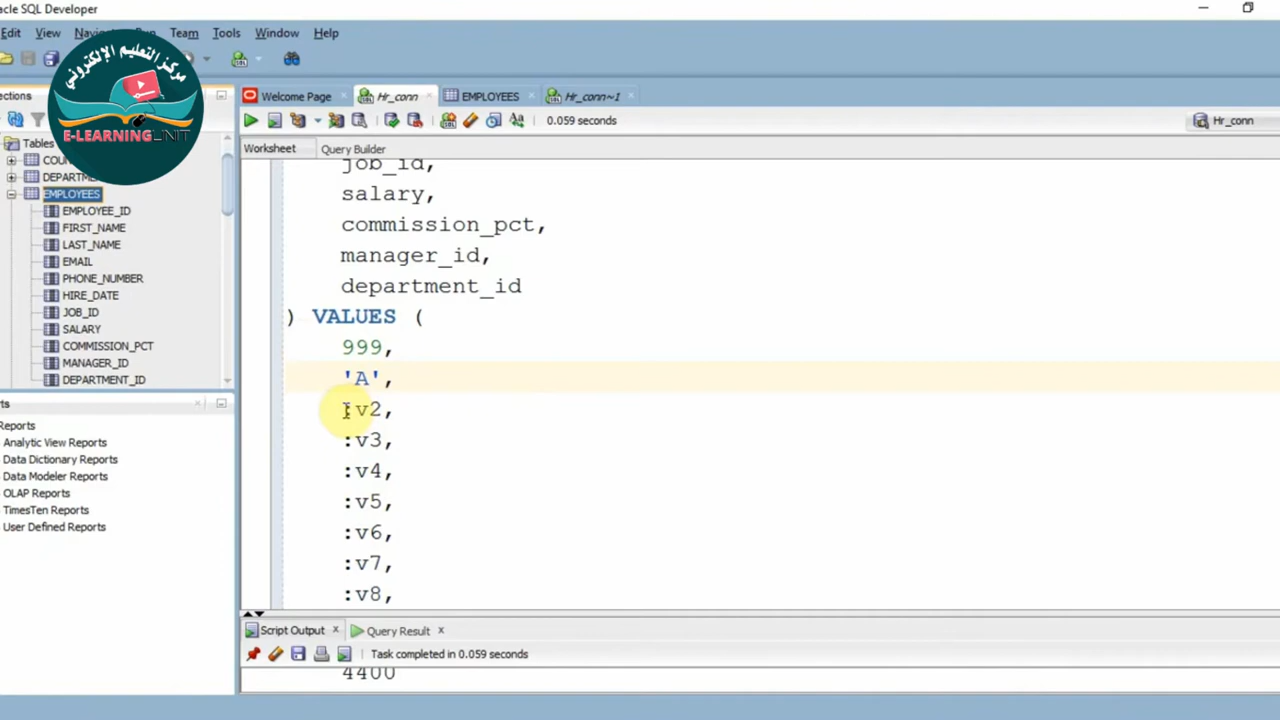 acle SQL Developer
Edit View Run Team Tools Window Help
مركز التعليم الإلكتروني
E-LEARNING UNIT
ections
Welcome Page Hr_conn EMPLOYEES Hr_conn~1
0.059 seconds
Hr_conn
Worksheet Query Builder
Tables
COU
DEPARTME
EMPLOYEES
EMPLOYEE_ID
FIRST_NAME
LAST_NAME
EMAIL
PHONE_NUMBER
HIRE_DATE
JOB_ID
SALARY
COMMISSION_PCT
MANAGER_ID
DEPARTMENT_ID
rts
Reports
Analytic View Reports
Data Dictionary Reports
Data Modeler Reports
OLAP Reports
TimesTen Reports
User Defined Reports
job_id,
salary,
commission_pct,
manager_id,
department_id
) VALUES (
999,
'A',
:v2,
:v3,
:v4,
:v5,
:v6,
:v7,
:v8,
Script Output x Query Result x
Task completed in 0.059 seconds
4400